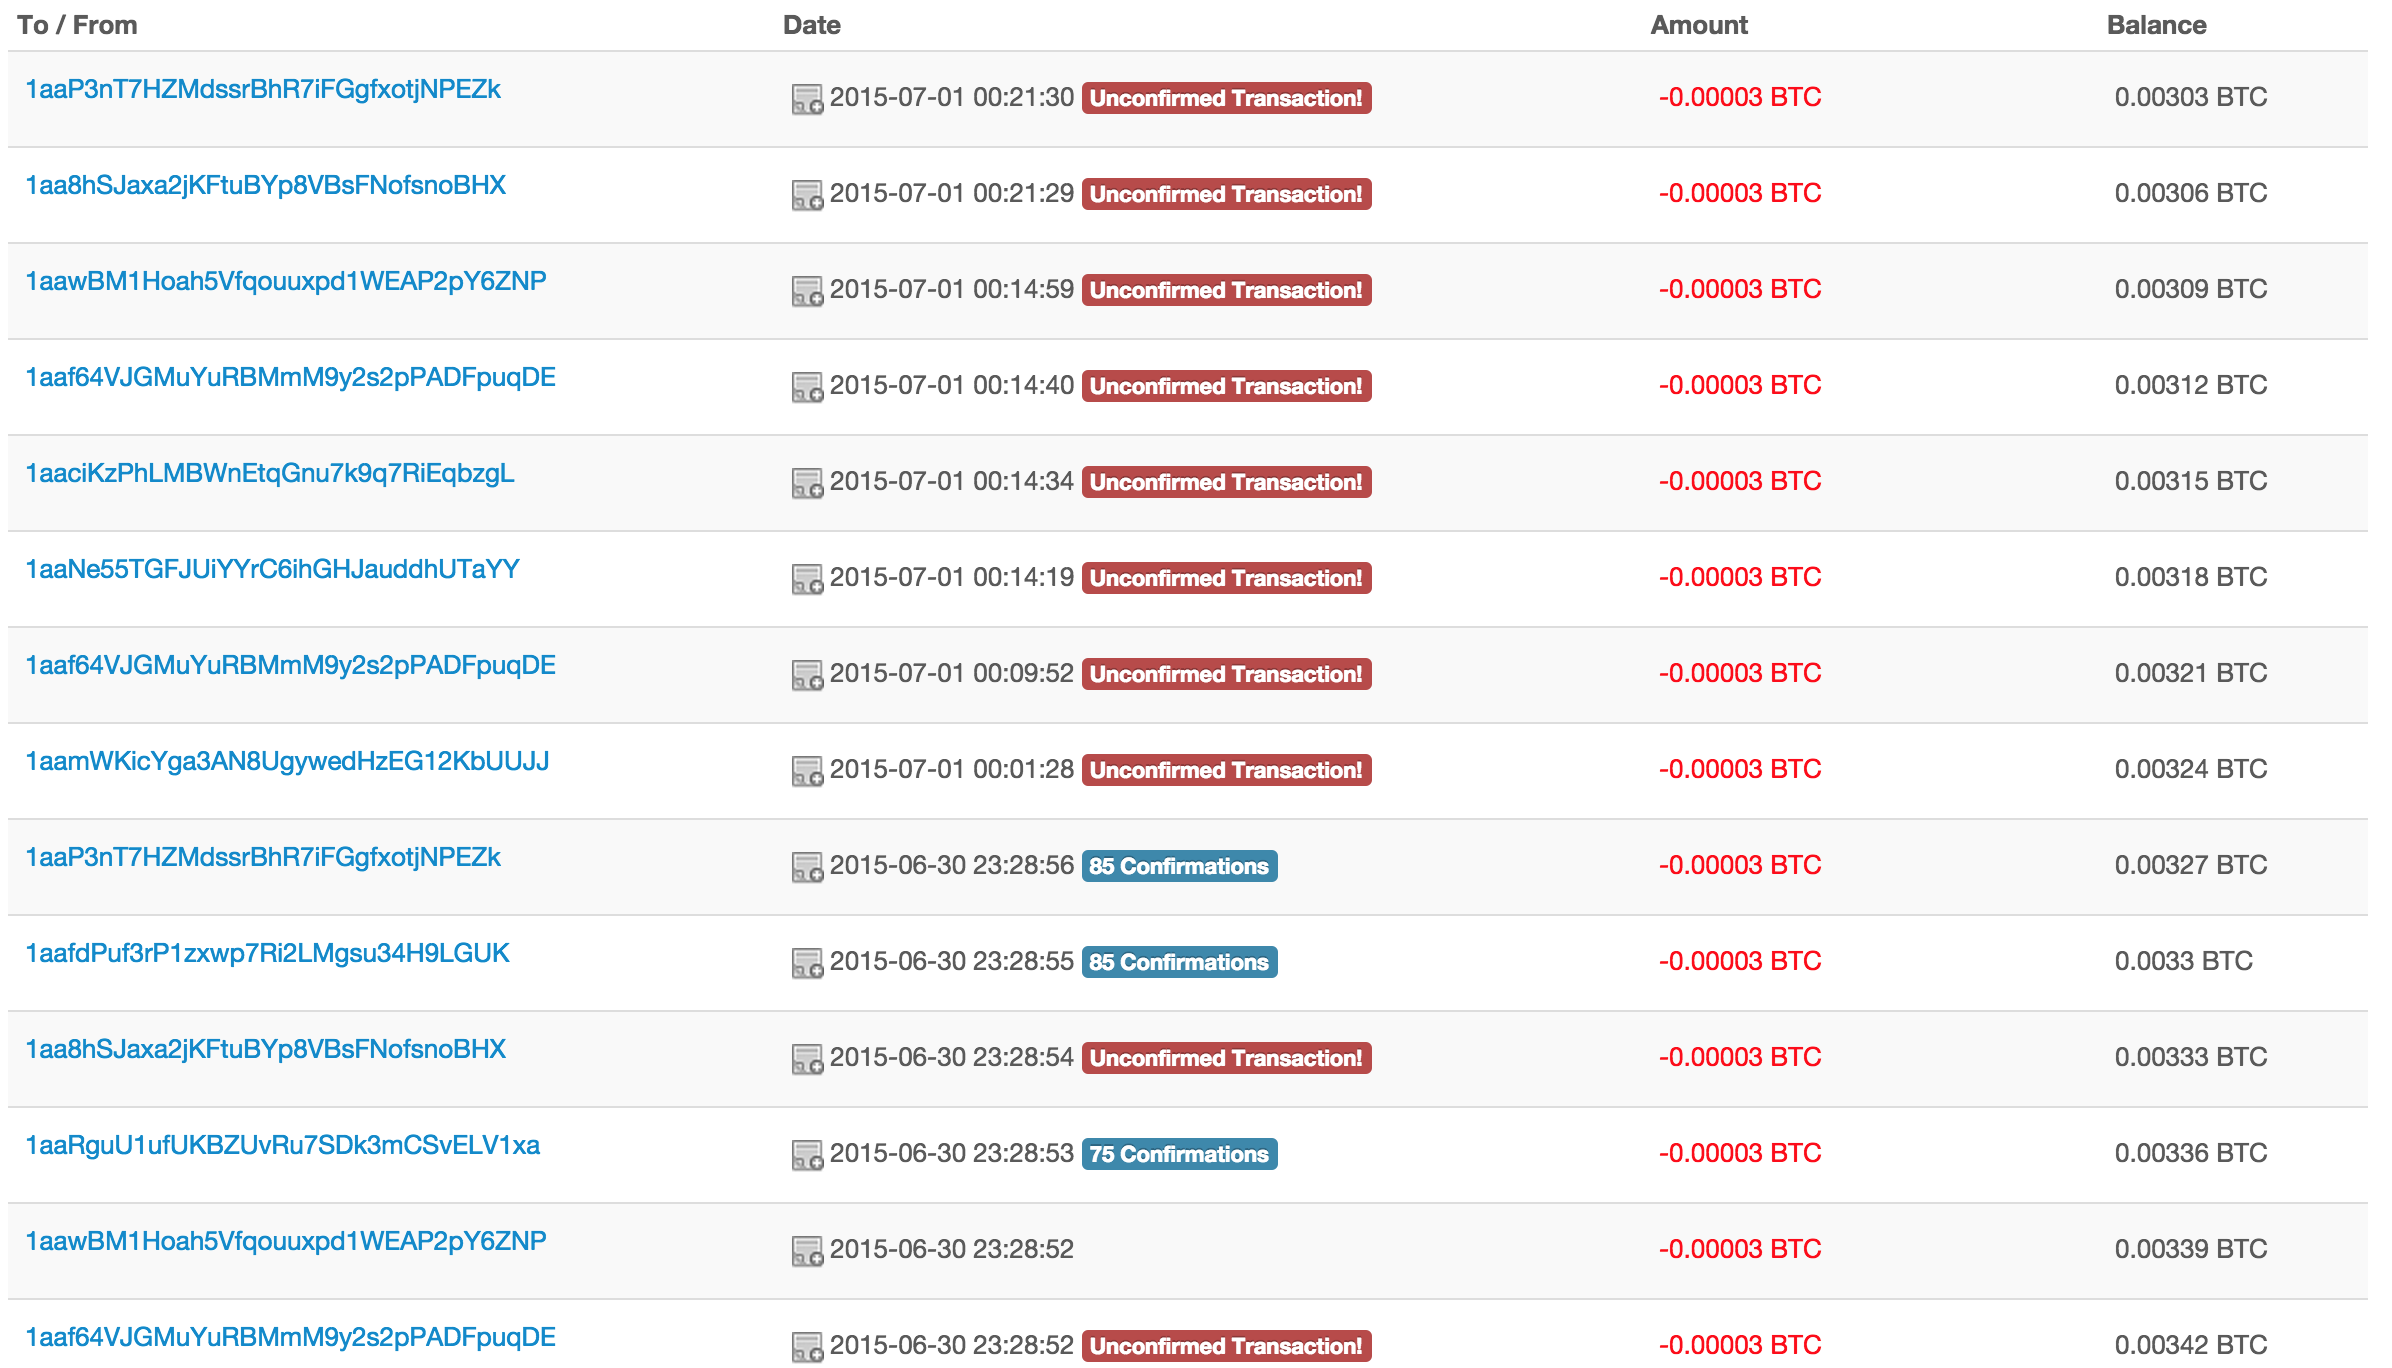 To / From Date Amount Balance
1aaP3nT7HZMdssrBhR7iFGgfxotjNPEZk 2015-07-01 00:21:30 Unconfirmed Transaction! -0.00003 BTC 0.00303 BTC
1aa8hSJaxa2jKFtuBYp8VBsFNofsnoBHX 2015-07-01 00:21:29 Unconfirmed Transaction! -0.00003 BTC 0.00306 BTC
1aawBM1Hoah5Vfqouuxpd1WEAP2pY6ZNP 2015-07-01 00:14:59 Unconfirmed Transaction! -0.00003 BTC 0.00309 BTC
1aaf64VJGMuYuRBMmM9y2s2pPADFpuqDE 2015-07-01 00:14:40 Unconfirmed Transaction! -0.00003 BTC 0.00312 BTC
1aaciKzPhLMBWnEtqGnu7k9q7RiEqbzgL 2015-07-01 00:14:34 Unconfirmed Transaction! -0.00003 BTC 0.00315 BTC
1aaNe55TGFJUiYYrC6ihGHJauddhUTaYY 2015-07-01 00:14:19 Unconfirmed Transaction! -0.00003 BTC 0.00318 BTC
1aaf64VJGMuYuRBMmM9y2s2pPADFpuqDE 2015-07-01 00:09:52 Unconfirmed Transaction! -0.00003 BTC 0.00321 BTC
1aamWKicYga3AN8UgywedHzEG12KbUUJJ 2015-07-01 00:01:28 Unconfirmed Transaction! -0.00003 BTC 0.00324 BTC
1aaP3nT7HZMdssrBhR7iFGgfxotjNPEZk 2015-06-30 23:28:56 85 Confirmations -0.00003 BTC 0.00327 BTC
1aafdPuf3rP1zxwp7Ri2LMgsu34H9LGUK 2015-06-30 23:28:55 85 Confirmations -0.00003 BTC 0.0033 BTC
1aa8hSJaxa2jKFtuBYp8VBsFNofsnoBHX 2015-06-30 23:28:54 Unconfirmed Transaction! -0.00003 BTC 0.00333 BTC
1aaRguU1ufUKBZUvRu7SDk3mCSvELV1xa 2015-06-30 23:28:53 75 Confirmations -0.00003 BTC 0.00336 BTC
1aawBM1Hoah5Vfqouuxpd1WEAP2pY6ZNP 2015-06-30 23:28:52 -0.00003 BTC 0.00339 BTC
1aaf64VJGMuYuRBMmM9y2s2pPADFpuqDE 2015-06-30 23:28:52 Unconfirmed Transaction! -0.00003 BTC 0.00342 BTC